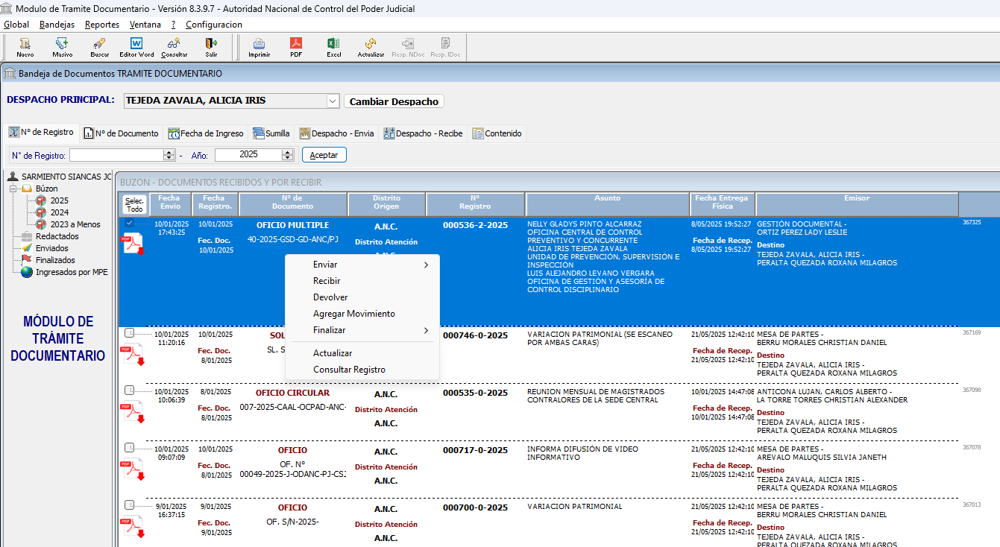 Modulo de Tramite Documentario - Versión 8.3.9.7 - Autoridad Nacional de Control del Poder Judicial
Global Bandejas Reportes Ventana ? Configuracion
Nuevo Masivo Buscar Editor Word Consultar Salir Imprimir PDF Excel Actualizar Resp. NDoc Resp. IDoc
Bandeja de Documentos TRAMITE DOCUMENTARIO
DESPACHO PRINCIPAL: TEJEDA ZAVALA, ALICIA IRIS Cambiar Despacho
Nº de Registro Nº de Documento Fecha de Ingreso Sumilla Despacho - Envia Despacho - Recibe Contenido
N° de Registro: - Año: 2025 Aceptar
SARMIENTO SIANCAS JC
Búzon
2025
2024
2023 a Menos
Redactados
Enviados
Finalizados
Ingresados por MPE
MÓDULO DE
TRÁMITE
DOCUMENTARIO
BUZON - DOCUMENTOS RECIBIDOS Y POR RECIBIR
Selec. Todo
Fecha Envio
Fecha Registro.
Nº de Documento
Distrito Origen
Nº Registro
Asunto
Fecha Entrega Física
Emisor
10/01/2025
17:43:25
10/01/2025
Fec. Doc.
10/01/2025
OFICIO MULTIPLE
40-2025-GSD-GD-ANC/PJ
A.N.C.
Distrito Atención
000536-2-2025
NELLY GLADYS PINTO ALCARRAZ
OFICINA CENTRAL DE CONTROL
PREVENTIVO Y CONCURRENTE
ALICIA IRIS TEJEDA ZAVALA
UNIDAD DE PREVENCIÓN, SUPERVISIÓN E
INSPECCIÓN
LUIS ALEJANDRO LEVANO VERGARA
OFICINA DE GESTIÓN Y ASESORÍA DE
CONTROL DISCIPLINARIO
8/05/2025 19:52:27
Fecha de Recep.
8/05/2025 19:52:27
GESTIÓN DOCUMENTAL -
ORTIZ PEREZ LADY LESLIE
Destino
TEJEDA ZAVALA, ALICIA IRIS -
PERALTA QUEZADA ROXANA MILAGROS
367325
Enviar
Recibir
Devolver
Agregar Movimiento
Finalizar
Actualizar
Consultar Registro
10/01/2025
11:20:16
10/01/2025
Fec. Doc.
8/01/2025
SOL
SL. S
000746-0-2025
VARIACION PATRIMONIAL (SE ESCANEO
POR AMBAS CARAS)
21/05/2025 12:42:10
Fecha de Recep.
21/05/2025 12:42:10
MESA DE PARTES -
BERRU MORALES CHRISTIAN DANIEL
Destino
TEJEDA ZAVALA, ALICIA IRIS -
PERALTA QUEZADA ROXANA MILAGROS
367169
10/01/2025
10:06:39
8/01/2025
Fec. Doc.
8/01/2025
OFICIO CIRCULAR
007-2025-CAAL-OCPAD-ANC-
A.N.C.
Distrito Atención
A.N.C.
000535-0-2025
REUNION MENSUAL DE MAGISTRADOS
CONTRALORES DE LA SEDE CENTRAL
10/01/2025 14:47:08
Fecha de Recep.
10/01/2025 14:47:08
ANTICONA LUJAN, CARLOS ALBERTO -
LA TORRE TORRES CHRISTIAN ALEXANDER
Destino
TEJEDA ZAVALA, ALICIA IRIS -
PERALTA QUEZADA ROXANA MILAGROS
367098
10/01/2025
09:07:09
10/01/2025
Fec. Doc.
8/01/2025
OFICIO
OF. Nº
00049-2025-J-ODANC-PJ-CSJ
A.N.C.
Distrito Atención
A.N.C.
000717-0-2025
INFORMA DIFUSIÓN DE VIDEO
INFORMATIVO
21/05/2025 12:42:10
Fecha de Recep.
21/05/2025 12:42:10
MESA DE PARTES -
AREVALO MALUQUIS SILVIA JANETH
Destino
TEJEDA ZAVALA, ALICIA IRIS -
PERALTA QUEZADA ROXANA MILAGROS
367078
9/01/2025
16:37:15
9/01/2025
Fec. Doc.
9/01/2025
OFICIO
OF. S/N-2025-
A.N.C.
Distrito Atención
A.N.C.
000700-0-2025
VARIACION PATRIMONIAL
21/05/2025 12:42:10
Fecha de Recep.
21/05/2025 12:42:10
MESA DE PARTES -
BERRU MORALES CHRISTIAN DANIEL
Destino
TEJEDA ZAVALA, ALICIA IRIS -
PERALTA QUEZADA ROXANA MILAGROS
367013